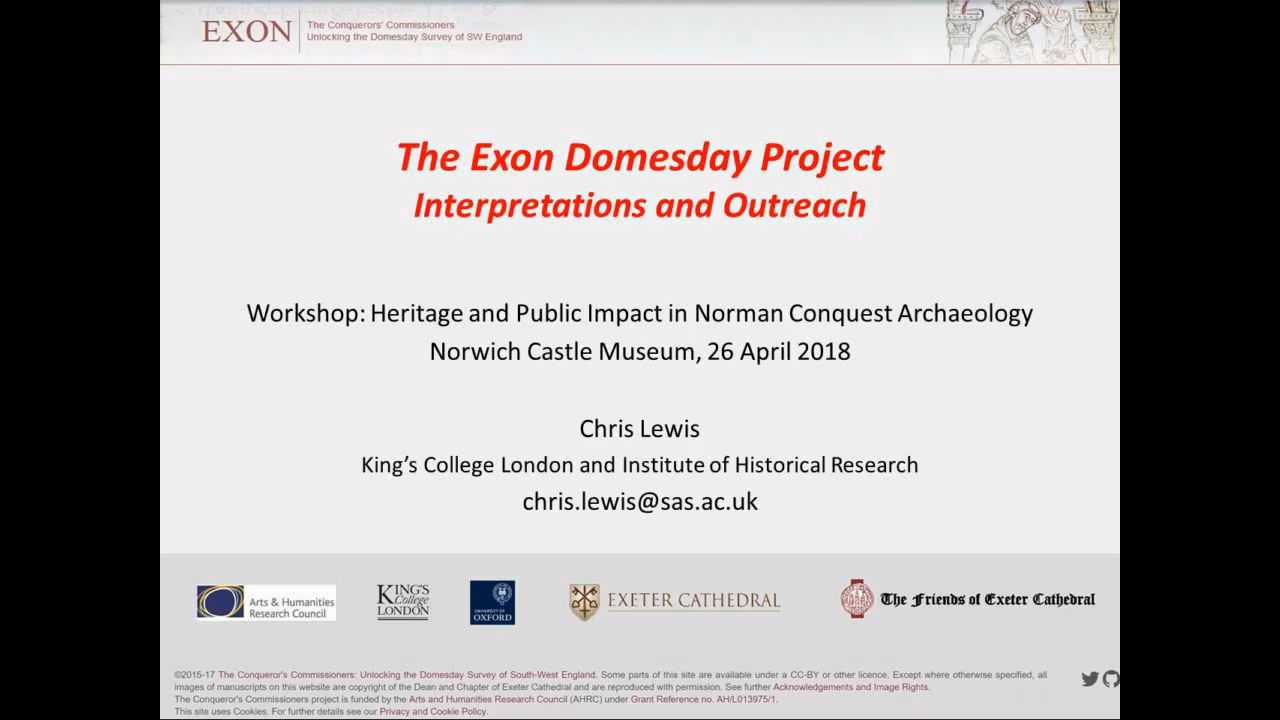 EXON
The Conquerors' Commissioners
Unlocking the Domesday Survey of SW England
The Exon Domesday Project
Interpretations and Outreach
Workshop: Heritage and Public Impact in Norman Conquest Archaeology
Norwich Castle Museum, 26 April 2018
Chris Lewis
King's College London and Institute of Historical Research
chris.lewis@sas.ac.uk
Arts & Humanities
Research Council
KING'S
College
LONDON
UNIVERSITY OF
OXFORD
EXETER CATHEDRAL
The Friends of Exeter Cathedral
©2015-17 The Conqueror's Commissioners: Unlocking the Domesday Survey of South-West England. Some parts of this site are available under a CC-BY or other licence. Except where otherwise specified, all
images of manuscripts on this website are copyright of the Dean and Chapter of Exeter Cathedral and are reproduced with permission. See further Acknowledgements and Image Rights.
The Conqueror's Commissioners project is funded by the Arts and Humanities Research Council (AHRC) under Grant Reference no. AH/L013975/1.
This site uses Cookies. For further details see our Privacy and Cookie Policy.